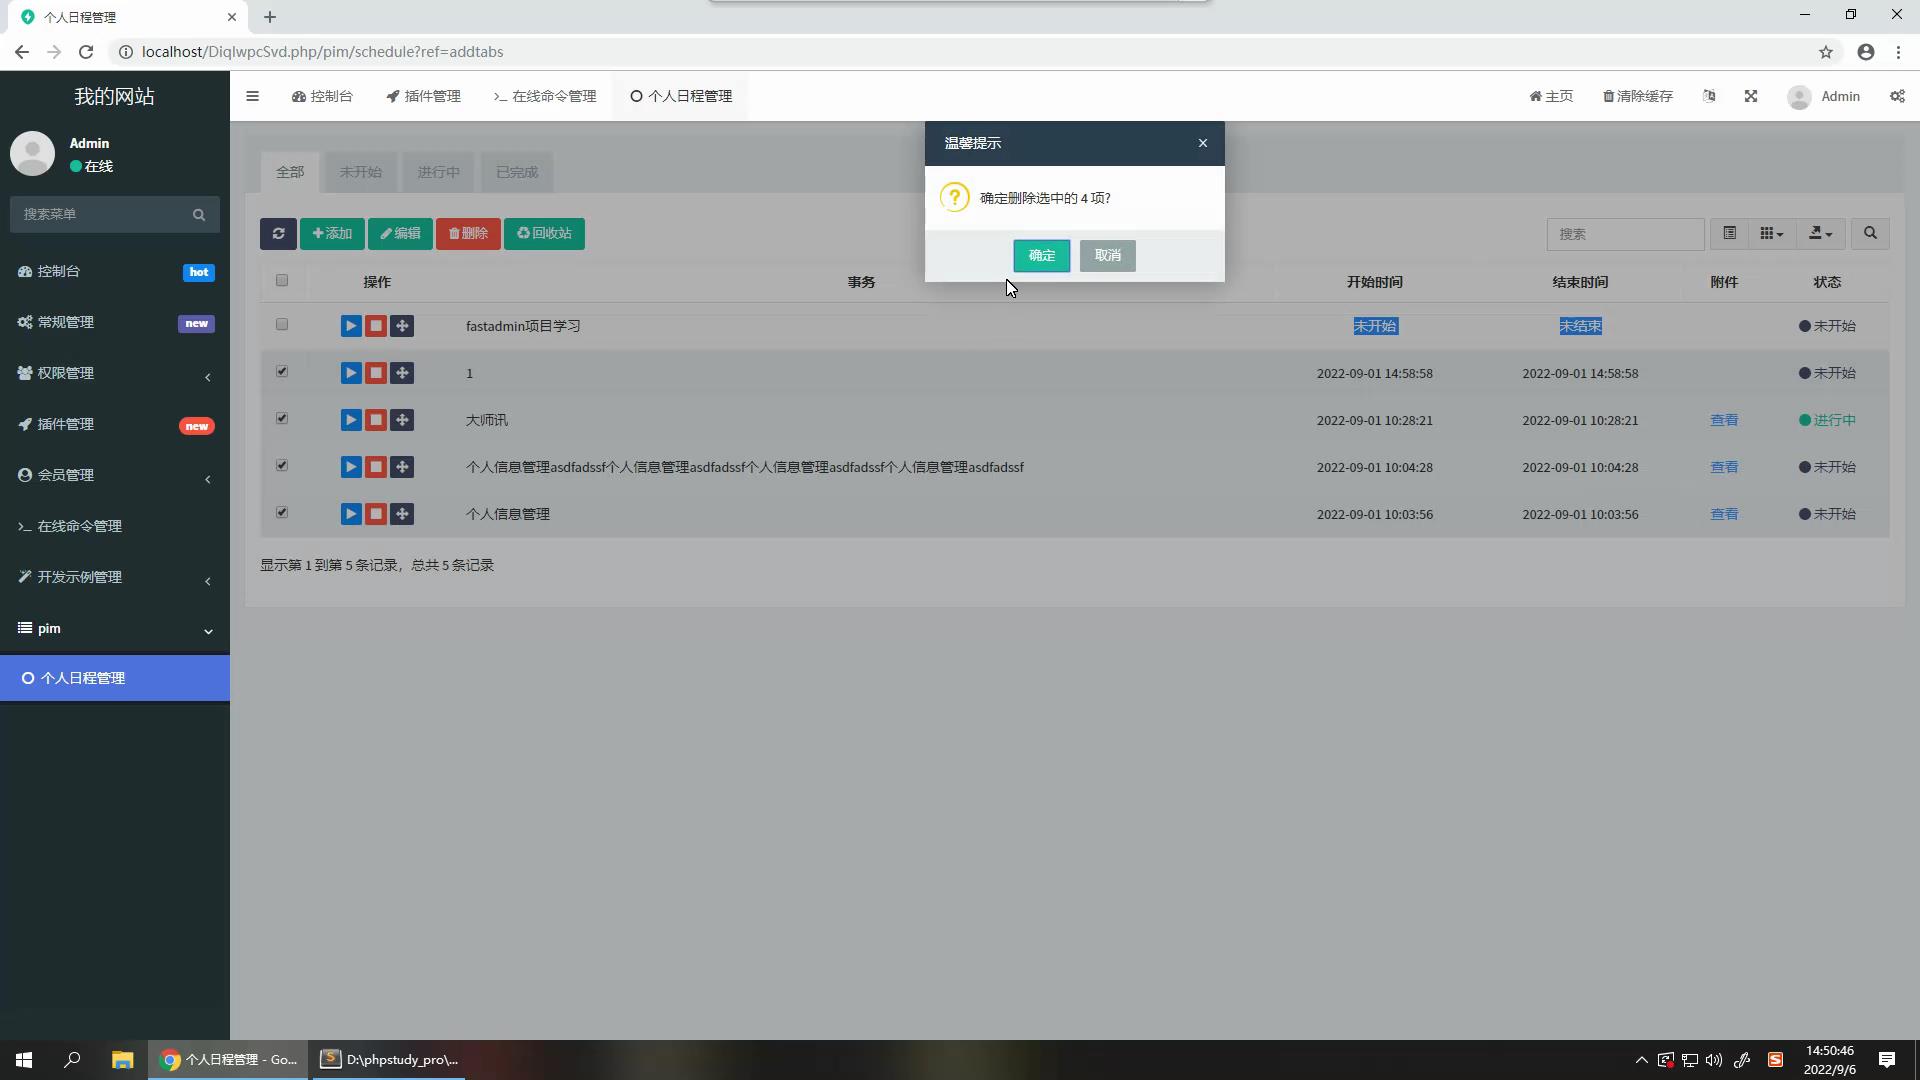 个人日程管理
localhost/DiqlwpcSvd.php/pim/schedule?ref=addtabs
我的网站
控制台
插件管理
在线命令管理
个人日程管理
主页
清除缓存
Admin
Admin
在线
搜索菜单
控制台
hot
常规管理
new
权限管理
插件管理
new
会员管理
在线命令管理
开发示例管理
pim
个人日程管理
全部
未开始
进行中
已完成
温馨提示
确定删除选中的 4 项?
确定
取消
添加
编辑
删除
回收站
搜索
操作 事务 开始时间 结束时间 附件 状态
fastadmin项目学习 未开始 未结束 未开始
1 2022-09-01 14:58:58 2022-09-01 14:58:58 未开始
大师讯 2022-09-01 10:28:21 2022-09-01 10:28:21 查看 进行中
个人信息管理asdfadssf个人信息管理asdfadssf个人信息管理asdfadssf个人信息管理asdfadssf 2022-09-01 10:04:28 2022-09-01 10:04:28 查看 未开始
个人信息管理 2022-09-01 10:03:56 2022-09-01 10:03:56 查看 未开始
显示第 1 到第 5 条记录，总共 5 条记录
个人日程管理 - Go...
D:\phpstudy_pro\...
14:50:46
2022/9/6